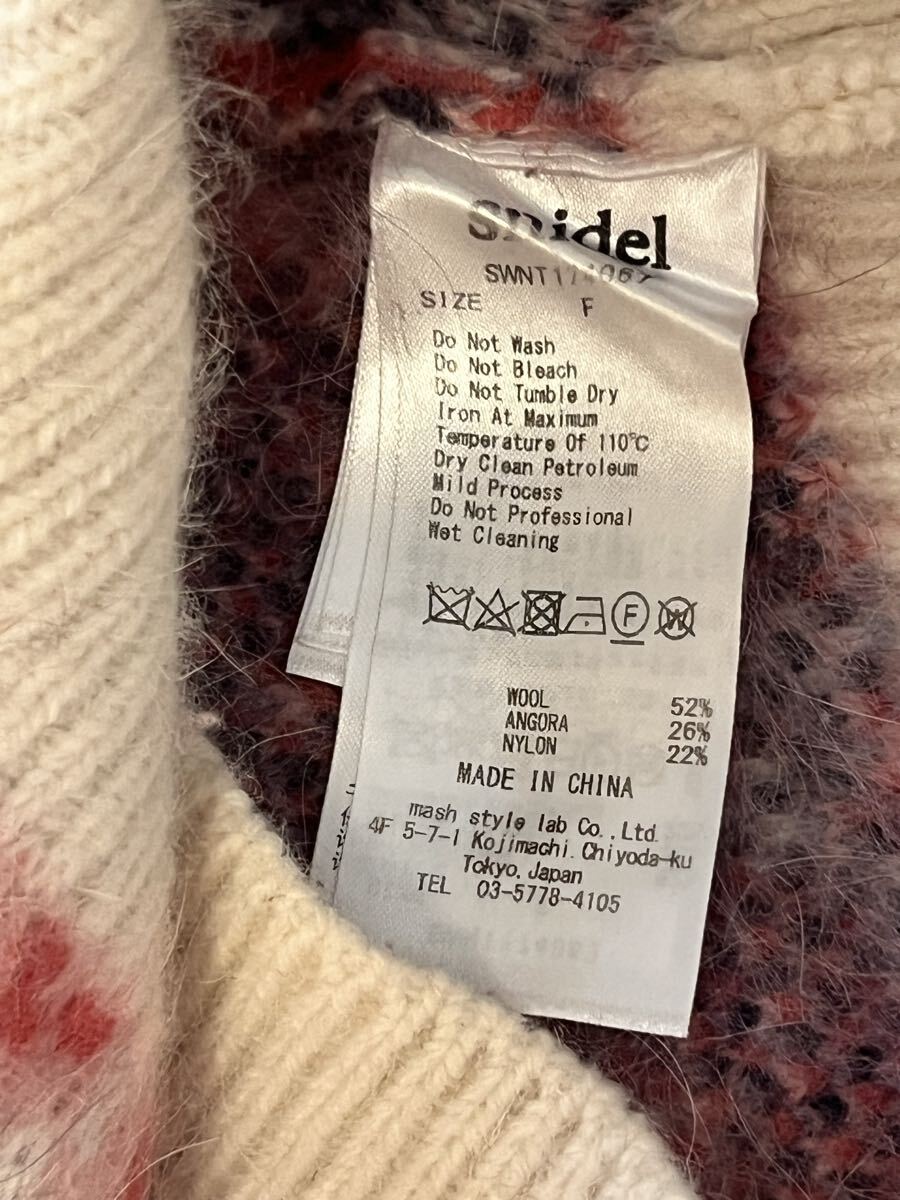 snidel
SIZE F
Do Not Wash
Do Not Bleach
Do Not Tumble Dry
Iron At Maximum
Temperature Of 110℃
Dry Clean Petroleum
Mild Process
Do Not Professional
Wet Cleaning
F W
WOOL 52%
ANGORA 26%
NYLON 22%
MADE IN CHINA
mash style lab Co.,Ltd.
4F 5-7-1 Kojimachi.Chiyoda-ku
Tokyo.Japan
TEL 03-5778-4105